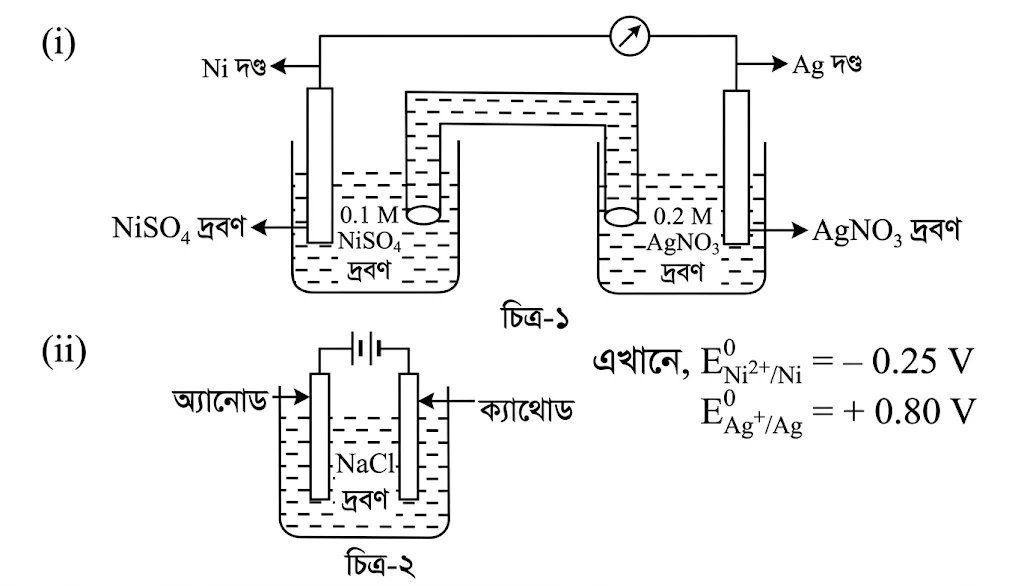 (i)
Ni দণ্ড
Ag দণ্ড
NiSO₄ দ্রবণ
0.1 M
NiSO₄
দ্রবণ
0.2 M
AgNO₃
দ্রবণ
AgNO₃ দ্রবণ
চিত্র-১
(ii)
অ্যানোড
ক্যাথোড
NaCl
দ্রবণ
চিত্র-২
এখানে, E⁰Ni²⁺/Ni = – 0.25 V
E⁰Ag⁺/Ag = + 0.80 V